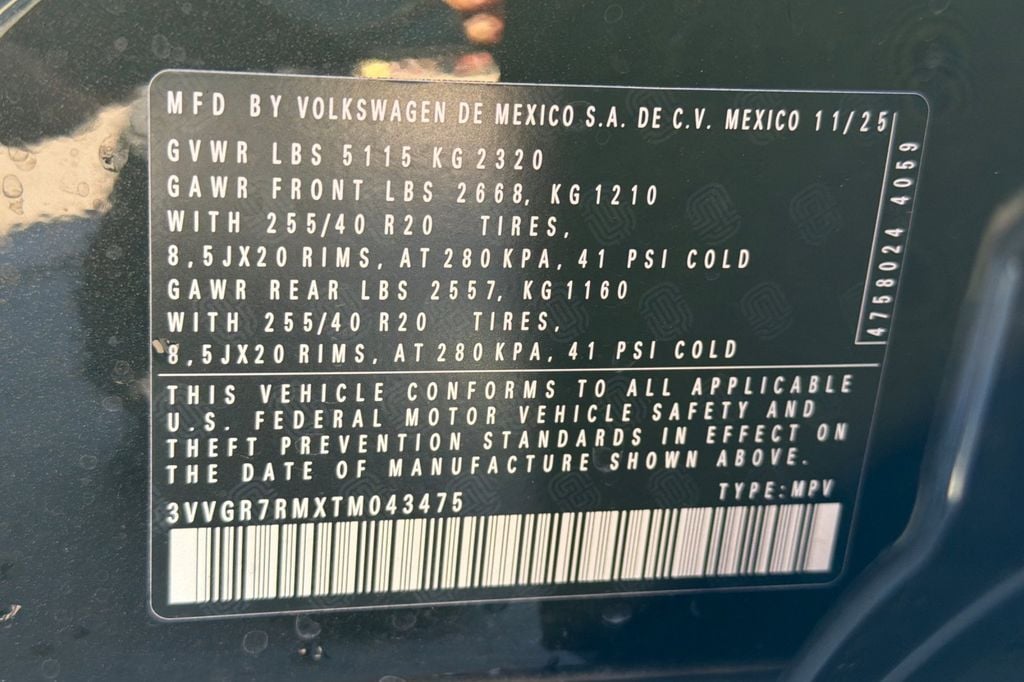 MFD BY VOLKSWAGEN DE MEXICO S.A. DE C.V. MEXICO 11/25
GVWR LBS 5115 KG 2320
GAWR FRONT LBS 2668, KG 1210
WITH 255/40 R20 TIRES,
8,5JX20 RIMS, AT 280 KPA, 41 PSI COLD
GAWR REAR LBS 2557, KG 1160
WITH 255/40 R20 TIRES,
8,5JX20 RIMS, AT 280 KPA, 41 PSI COLD
4758024 4059
THIS VEHICLE CONFORMS TO ALL APPLICABLE
U.S. FEDERAL MOTOR VEHICLE SAFETY AND
THEFT PREVENTION STANDARDS IN EFFECT ON
THE DATE OF MANUFACTURE SHOWN ABOVE.
3VVGR7RMXTM043475 TYPE:MPV